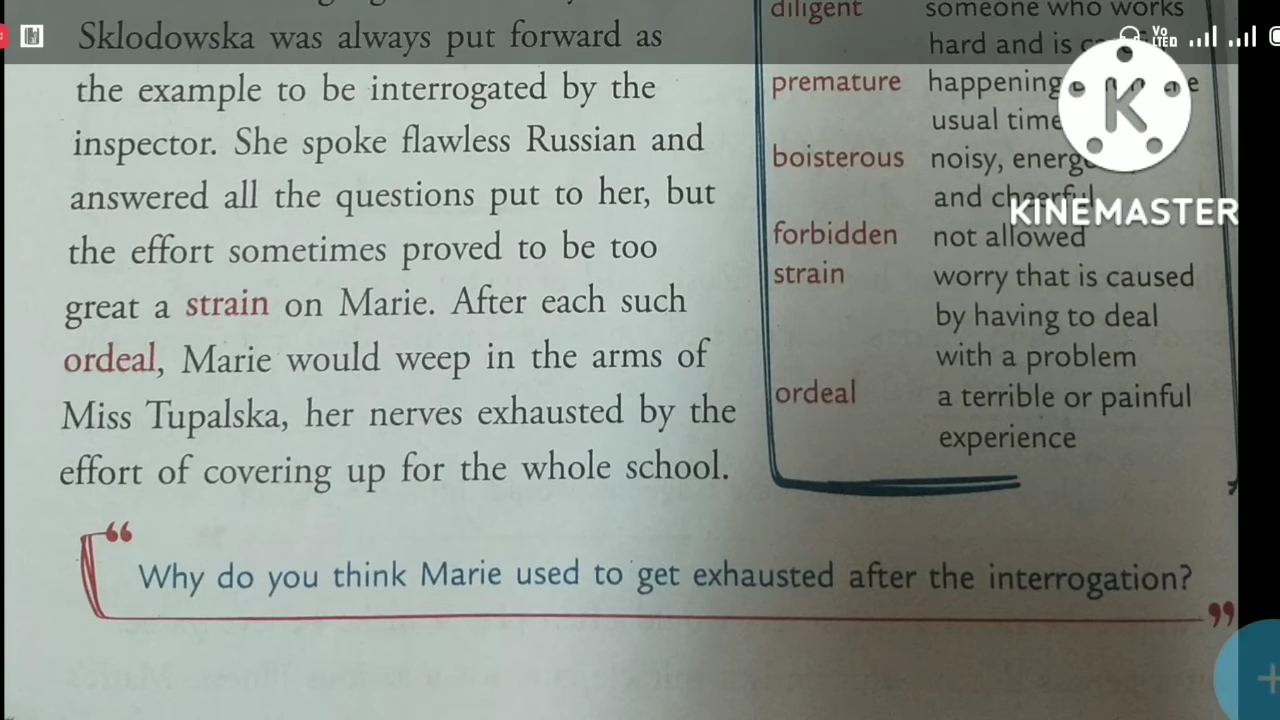 Sklodowska was always put forward as
the example to be interrogated by the
inspector. She spoke flawless Russian and
answered all the questions put to her, but
the effort sometimes proved to be too
great a strain on Marie. After each such
ordeal, Marie would weep in the arms of
Miss Tupalska, her nerves exhausted by the
effort of covering up for the whole school.
diligent someone who works
hard and is
premature happening
usual time
boisterous noisy,
and cheerful
forbidden not allowed
strain worry that is caused
by having to deal
with a problem
ordeal a terrible or painful
experience
“ Why do you think Marie used to get exhausted after the interrogation? ”
Vo
LTE
K
KINEMASTER